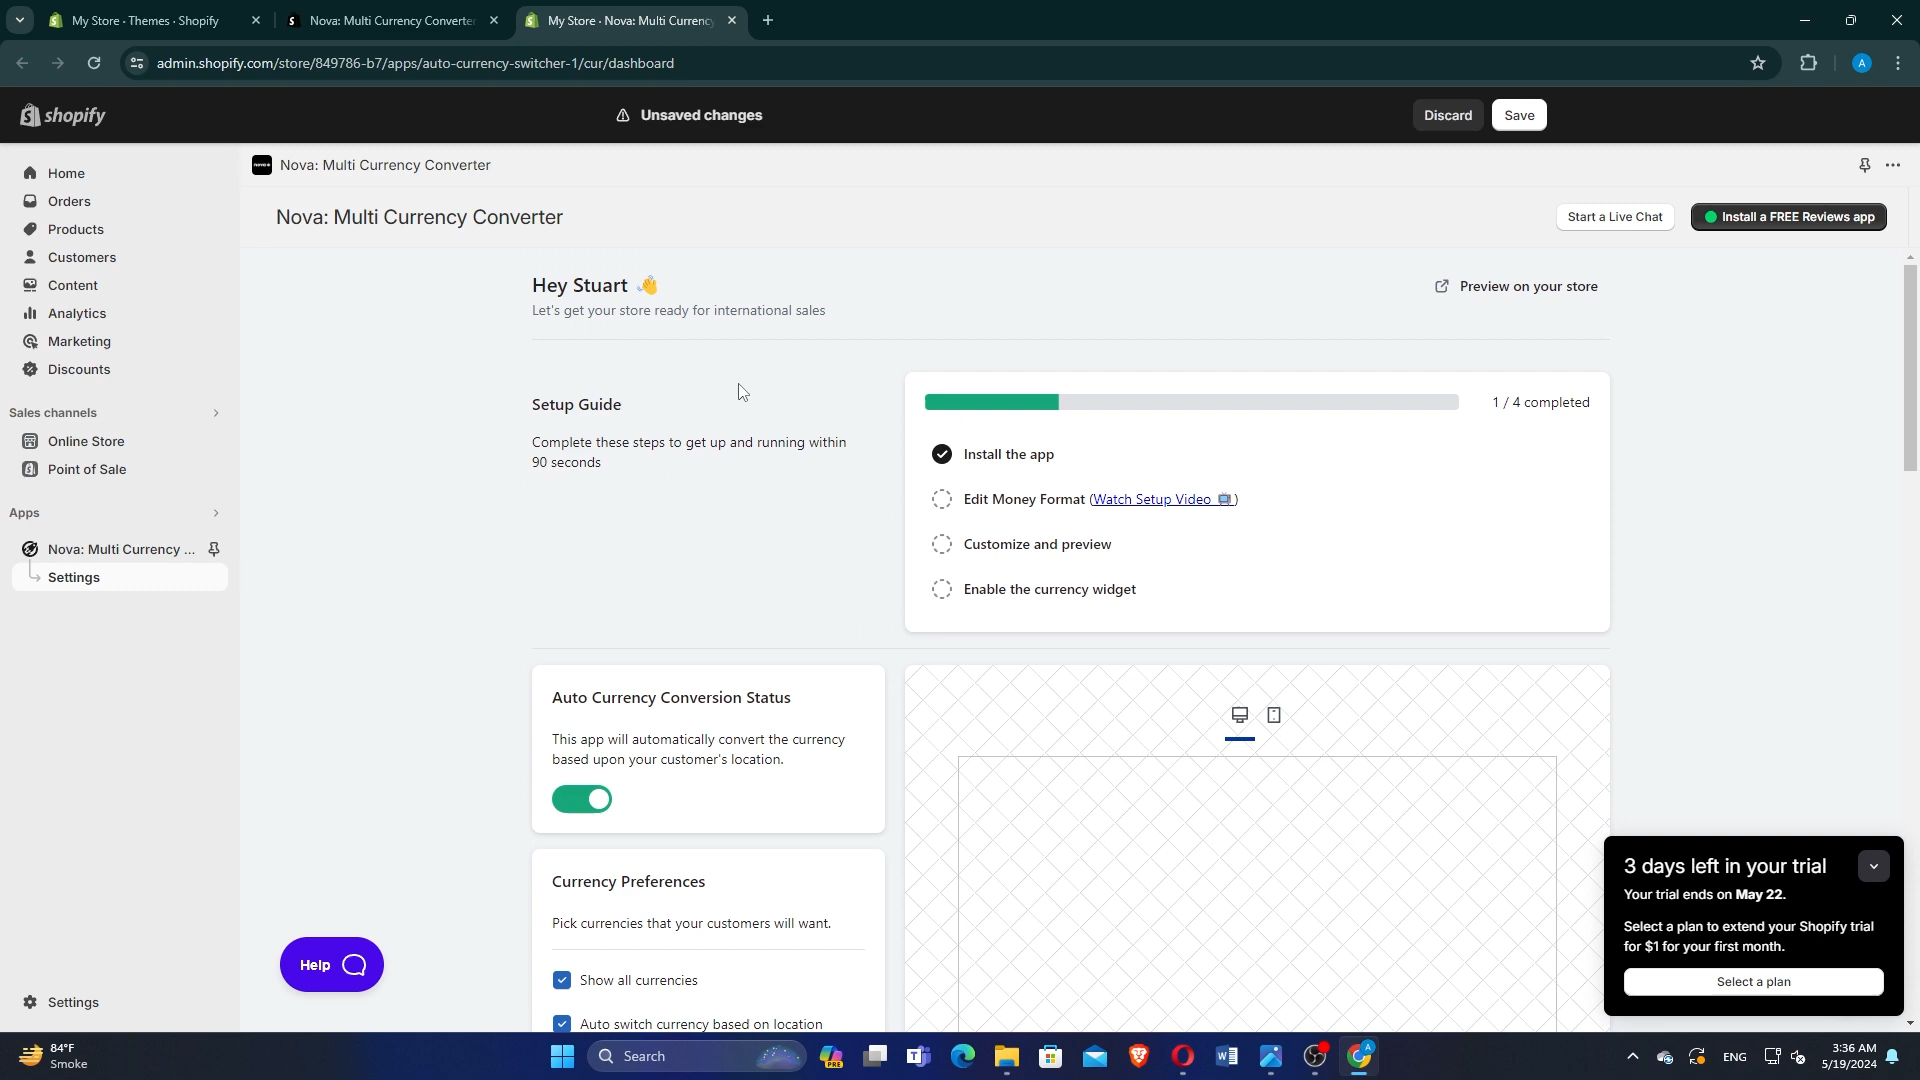 My Store · Themes · Shopify
Nova: Multi Currency Converter
My Store · Nova: Multi Currency
admin.shopify.com/store/849786-b7/apps/auto-currency-switcher-1/cur/dashboard
A
shopify
Unsaved changes
Discard
Save
Home
Orders
Products
Customers
Content
Analytics
Marketing
Discounts
Sales channels
Online Store
Point of Sale
Apps
Nova: Multi Currency ...
Settings
Settings
Nova: Multi Currency Converter
Nova: Multi Currency Converter
Start a Live Chat
Install a FREE Reviews app
Hey Stuart 👋
Let's get your store ready for international sales
Preview on your store
Setup Guide
Complete these steps to get up and running within
90 seconds
1 / 4 completed
Install the app
Edit Money Format (Watch Setup Video 📺)
Customize and preview
Enable the currency widget
Auto Currency Conversion Status
This app will automatically convert the currency
based upon your customer's location.
Currency Preferences
Pick currencies that your customers will want.
Show all currencies
Auto switch currency based on location
Help
3 days left in your trial
Your trial ends on May 22.
Select a plan to extend your Shopify trial
for $1 for your first month.
Select a plan
84°F
Smoke
Search
PRE
A
ENG
3:36 AM
5/19/2024